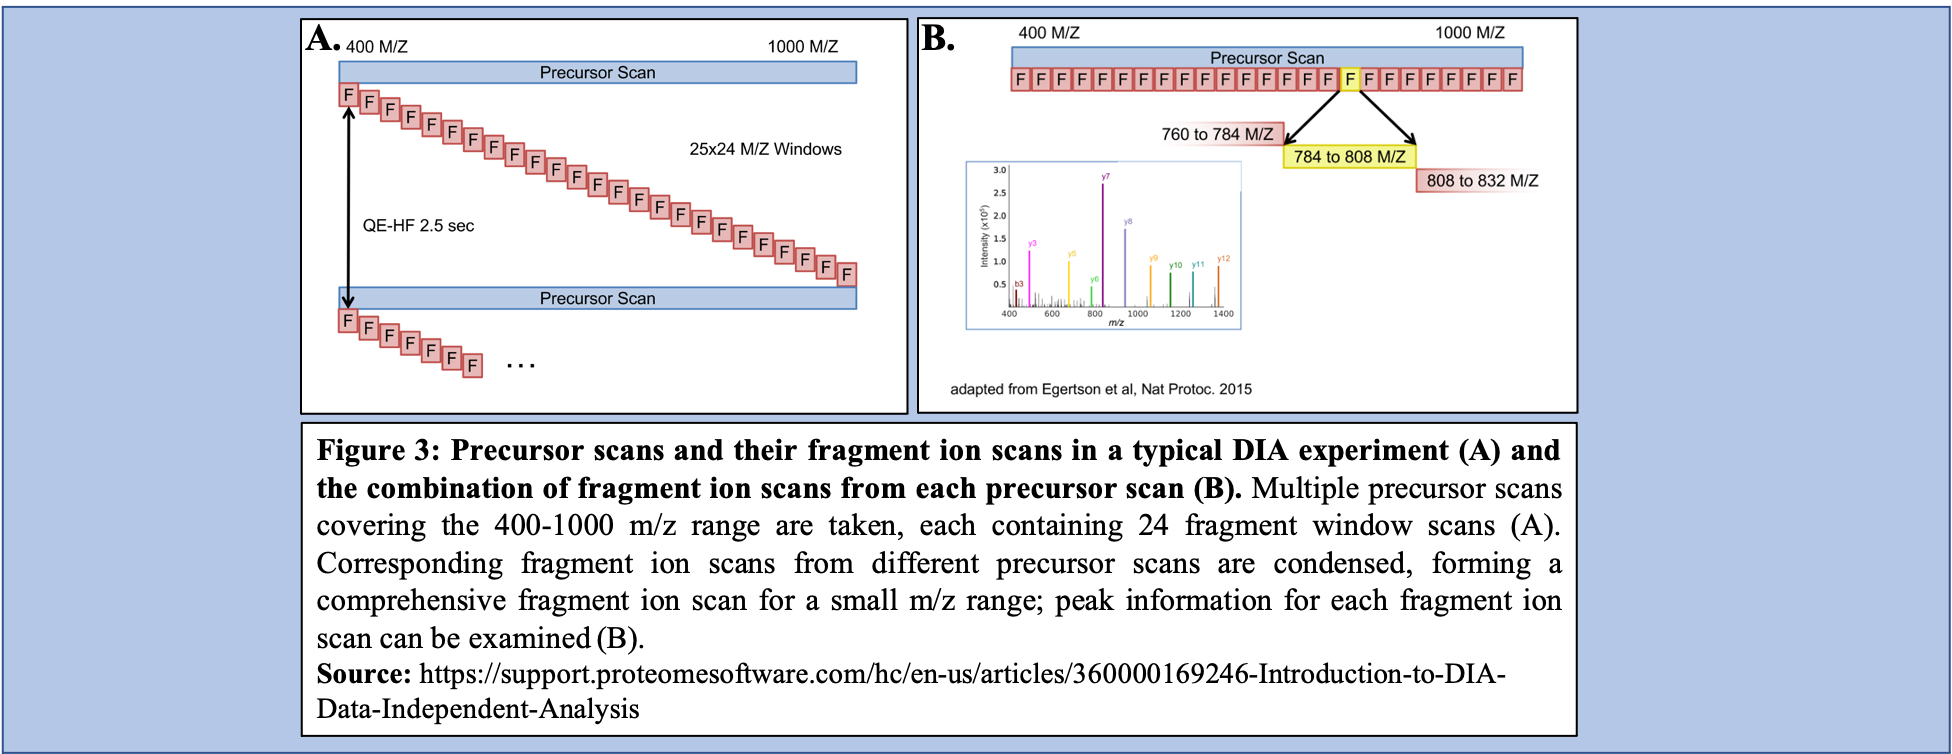 A.
400 M/Z
1000 M/Z
Precursor Scan
F F F F F F F F F F F F F F F F F F F F F F F F F
25x24 M/Z Windows
QE-HF 2.5 sec
Precursor Scan
F F F F F F F ...
B.
400 M/Z
1000 M/Z
Precursor Scan
F F F F F F F F F F F F F F F F F F F F F F F F F
760 to 784 M/Z
784 to 808 M/Z
808 to 832 M/Z
Intensity (x10⁵)
3.0
2.5
2.0
1.5
1.0
0.5
b3
y3
y5
y6
y7
y8
y9
y10
y11
y12
400 600 800 1000 1200 1400
m/z
adapted from Egertson et al, Nat Protoc. 2015
Figure 3: Precursor scans and their fragment ion scans in a typical DIA experiment (A) and
the combination of fragment ion scans from each precursor scan (B). Multiple precursor scans
covering the 400-1000 m/z range are taken, each containing 24 fragment window scans (A).
Corresponding fragment ion scans from different precursor scans are condensed, forming a
comprehensive fragment ion scan for a small m/z range; peak information for each fragment ion
scan can be examined (B).
Source: https://support.proteomesoftware.com/hc/en-us/articles/360000169246-Introduction-to-DIA-
Data-Independent-Analysis